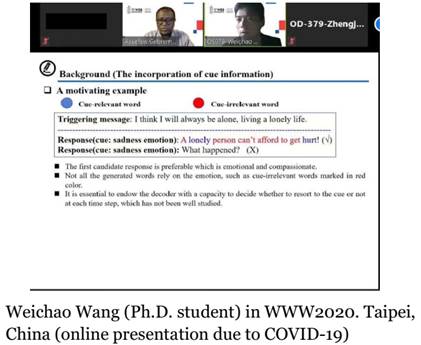 OD-379-Zhengj...
Background (The incorporation of cue information)
A motivating example
Cue-relevant word
Cue-irrelevant word
Triggering message: I think I will always be alone, living a lonely life.
Response(cue: sadness emotion): A lonely person can't afford to get hurt! (√)
Response(cue: sadness emotion): What happened? (X)
The first candidate response is preferable which is emotional and compassionate.
Not all the generated words rely on the emotion, such as cue-irrelevant words marked in red
color.
It is essential to endow the decoder with a capacity to decide whether to resort to the cue or not
at each time step, which has not been well studied.
Weichao Wang (Ph.D. student) in WWW2020. Taipei,
China (online presentation due to COVID-19)